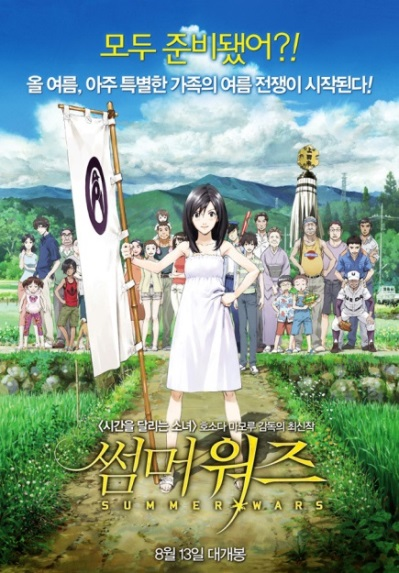 모두 준비됐어?!
올 여름, 아주 특별한 가족의 여름 전쟁이 시작된다!
<시간을 달리는 소녀> 호소다 마모루 감독의 최신작
썸머워즈
SUMMER WARS
8월 13일 대개봉